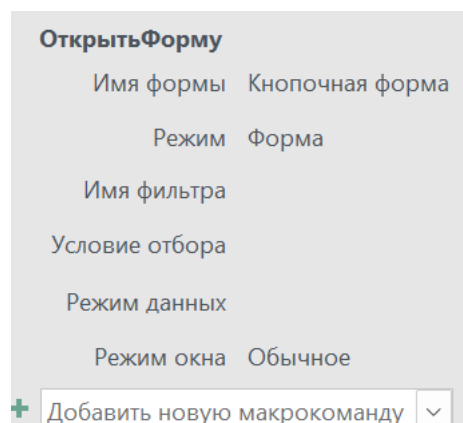 ОткрытьФорму
Имя формы Кнопочная форма
Режим Форма
Имя фильтра
Условие отбора
Режим данных
Режим окна Обычное
Добавить новую макрокоманду